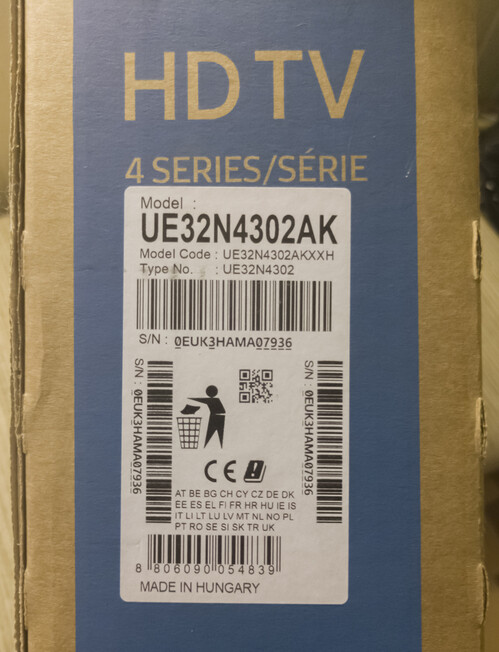 HD TV
4 SERIES/SÉRIE
Model :
UE32N4302AK
Model Code : UE32N4302AKXXH
Type No. : UE32N4302
S/N : 0EUK3HAMA07936
S/N : 0EUK3HAMA07936
S/N : 0EUK3HAMA07936
CE
AT BE BG CH CY CZ DE DK
EE ES EL FI FR HR HU IE IS
IT LI LT LU LV MT NL NO PL
PT RO SE SI SK TR UK
8 806090 054839
MADE IN HUNGARY